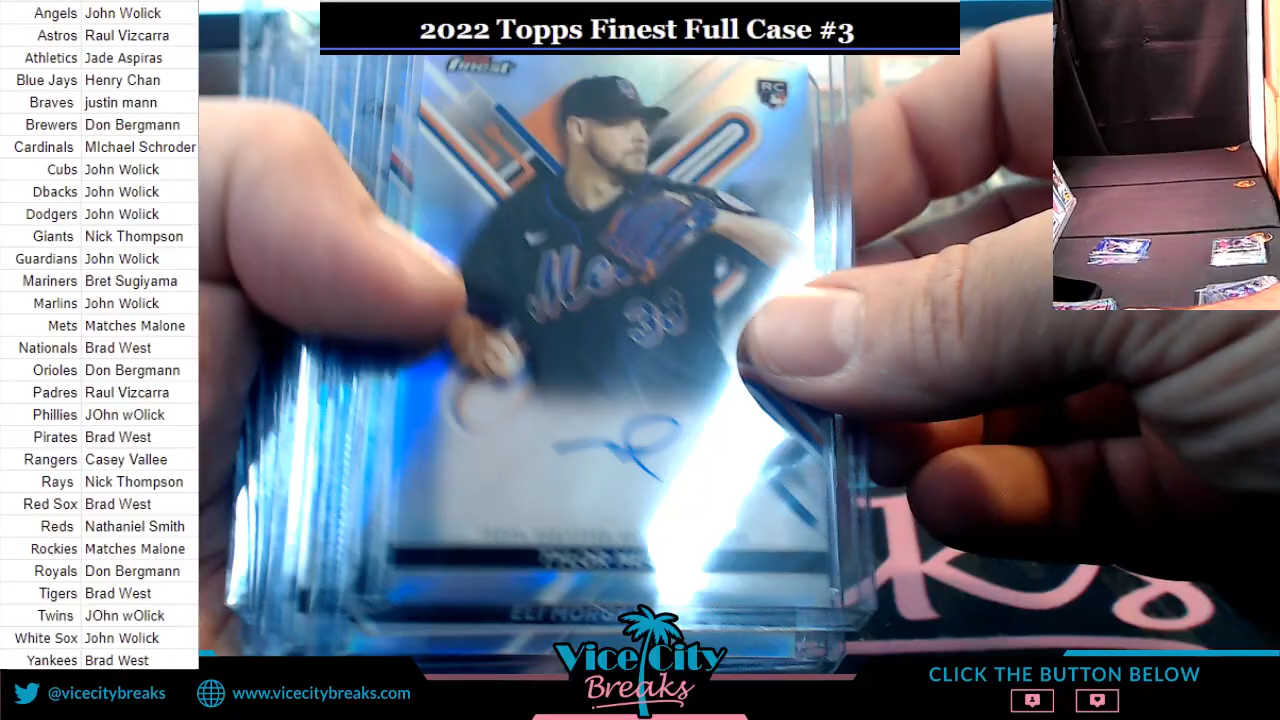 2022 Topps Finest Full Case #3
Angels John Wolick
Astros Raul Vizcarra
Athletics Jade Aspiras
Blue Jays Henry Chan
Braves justin mann
Brewers Don Bergmann
Cardinals MIchael Schroder
Cubs John Wolick
Dbacks John Wolick
Dodgers John Wolick
Giants Nick Thompson
Guardians John Wolick
Mariners Bret Sugiyama
Marlins John Wolick
Mets Matches Malone
Nationals Brad West
Orioles Don Bergmann
Padres Raul Vizcarra
Phillies JOhn wOlick
Pirates Brad West
Rangers Casey Vallee
Rays Nick Thompson
Red Sox Brad West
Reds Nathaniel Smith
Rockies Matches Malone
Royals Don Bergmann
Tigers Brad West
Twins JOhn wOlick
White Sox John Wolick
Yankees Brad West
finest
RC
38
Vice City
Breaks
@vicecitybreaks
www.vicecitybreaks.com
CLICK THE BUTTON BELOW